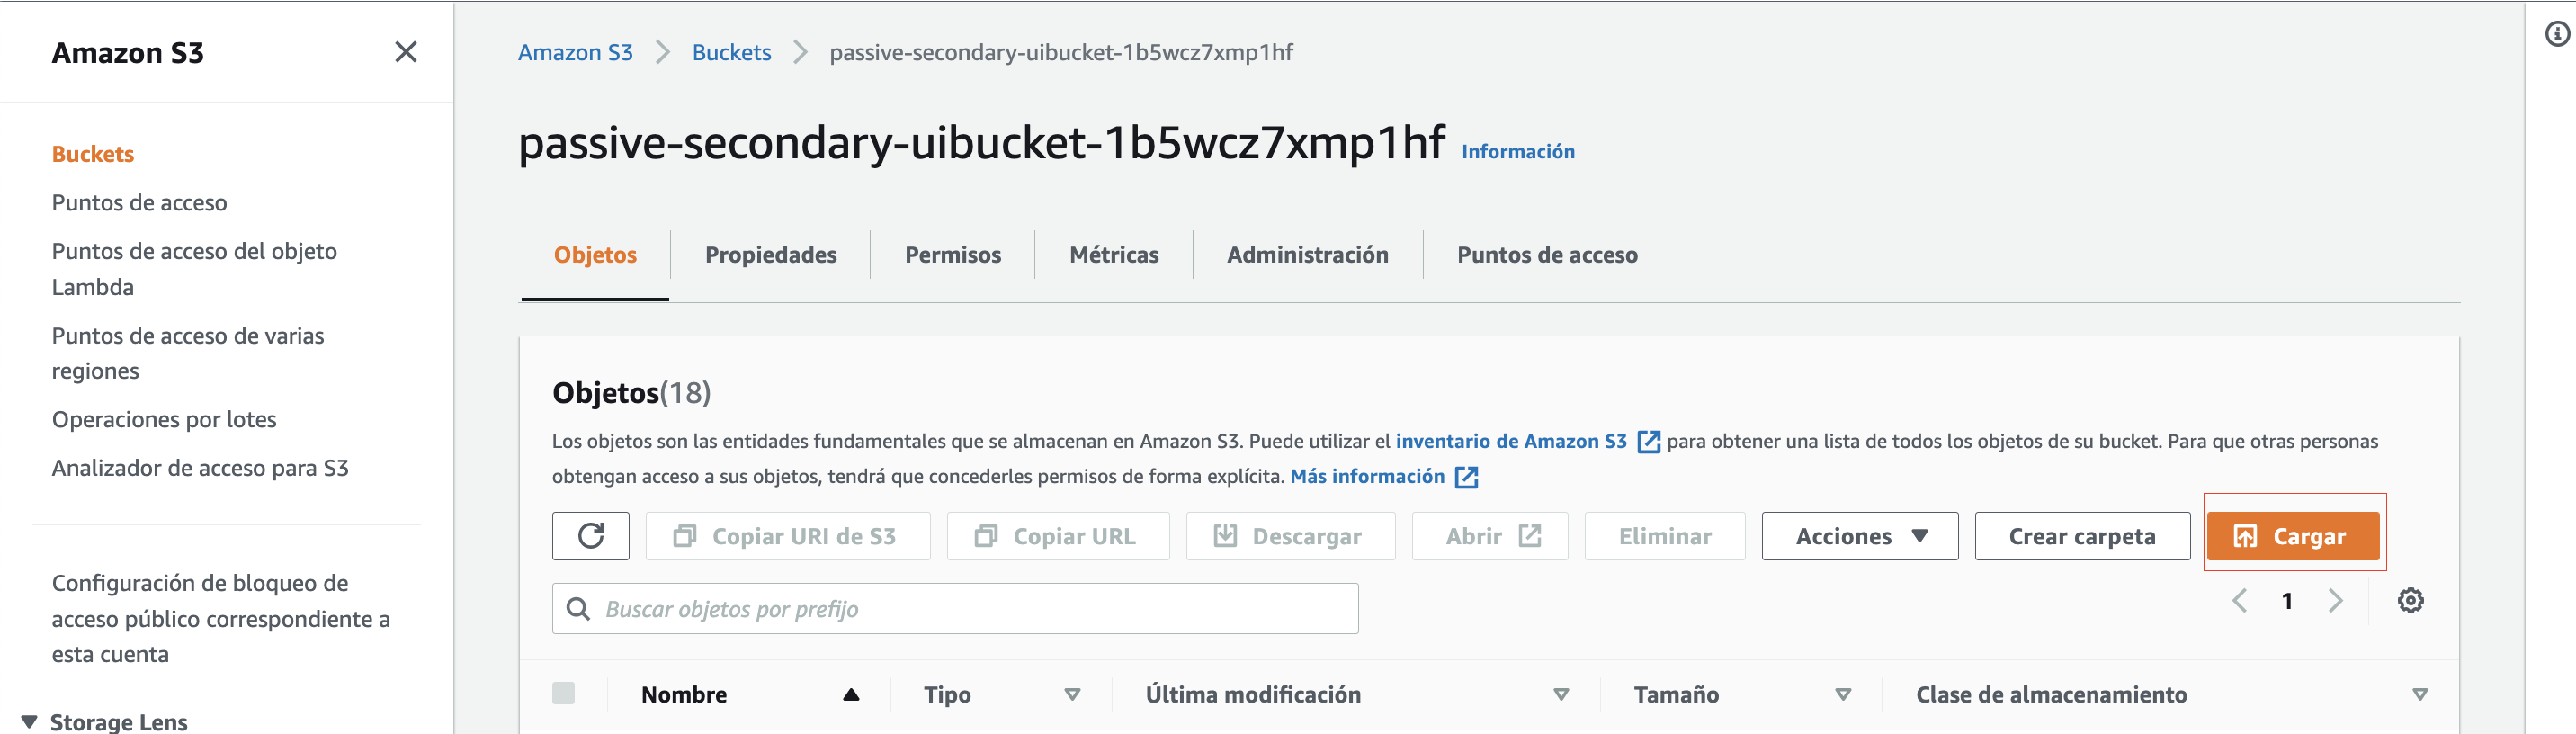 Amazon S3
Buckets
Puntos de acceso
Puntos de acceso del objeto
Lambda
Puntos de acceso de varias
regiones
Operaciones por lotes
Analizador de acceso para S3
Configuración de bloqueo de
acceso público correspondiente a
esta cuenta
Storage Lens
Amazon S3 Buckets passive-secondary-uibucket-1b5wcz7xmp1hf
passive-secondary-uibucket-1b5wcz7xmp1hf Información
Objetos Propiedades Permisos Métricas Administración Puntos de acceso
Objetos(18)
Los objetos son las entidades fundamentales que se almacenan en Amazon S3. Puede utilizar el inventario de Amazon S3 para obtener una lista de todos los objetos de su bucket. Para que otras personas
obtengan acceso a sus objetos, tendrá que concederles permisos de forma explícita. Más información
Copiar URI de S3 Copiar URL Descargar Abrir Eliminar Acciones Crear carpeta Cargar
Buscar objetos por prefijo 1
Nombre Tipo Última modificación Tamaño Clase de almacenamiento